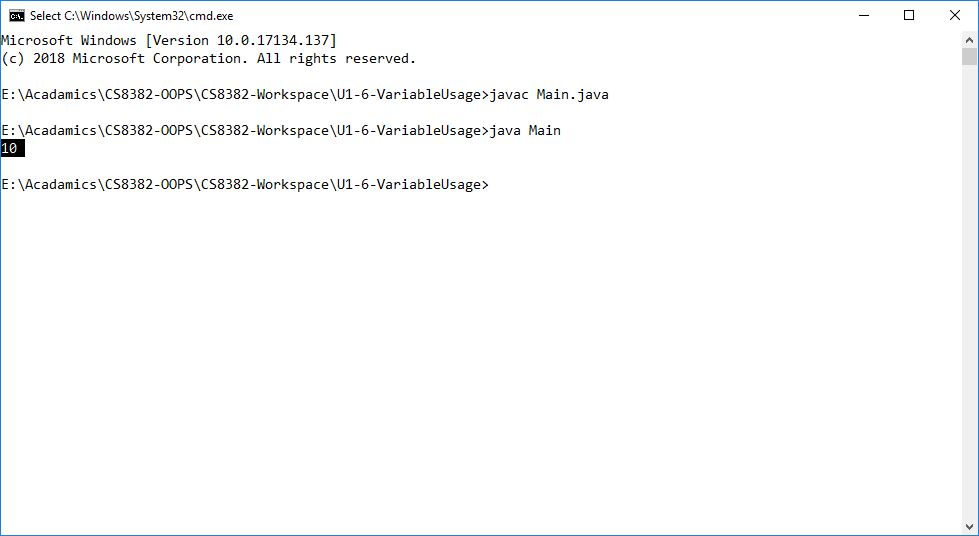 Select C:\Windows\System32\cmd.exe
Microsoft Windows [Version 10.0.17134.137]
(c) 2018 Microsoft Corporation. All rights reserved.
E:\Acadamics\CS8382-OOPS\CS8382-Workspace\U1-6-VariableUsage>javac Main.java
E:\Acadamics\CS8382-OOPS\CS8382-Workspace\U1-6-VariableUsage>java Main
10
E:\Acadamics\CS8382-OOPS\CS8382-Workspace\U1-6-VariableUsage>